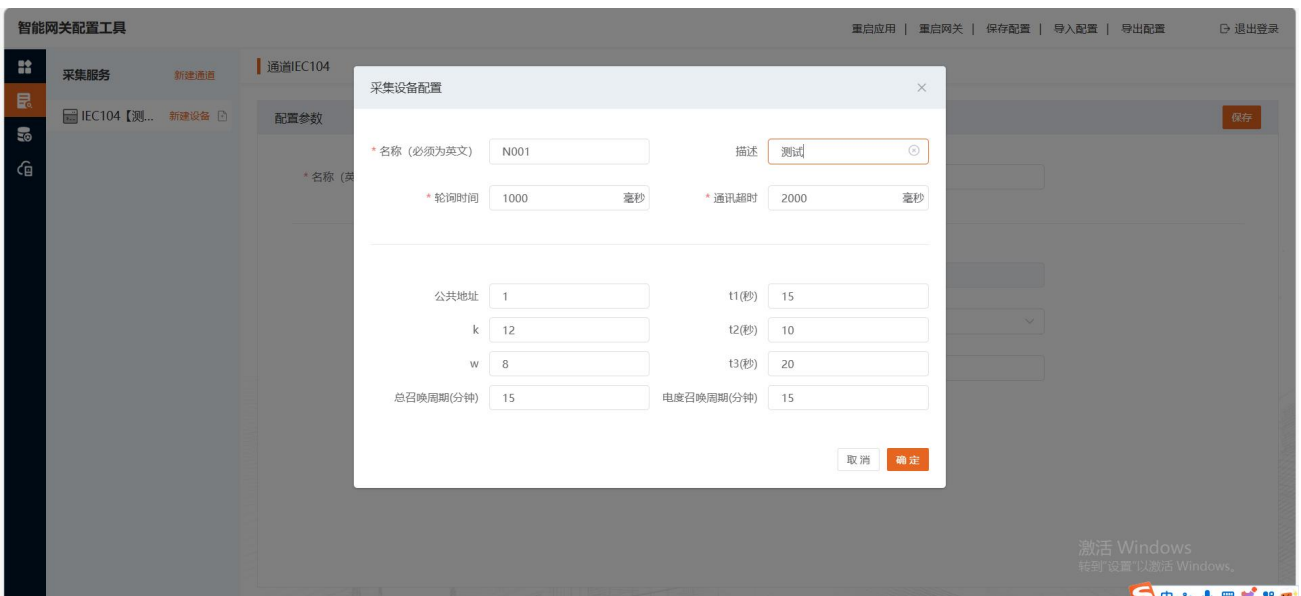 智能网关配置工具
重启应用 | 重启网关 | 保存配置 | 导入配置 | 导出配置 退出登录
采集服务 新建通道
通道IEC104
IEC104【测... 新建设备
配置参数 保存
* 名称（英
采集设备配置
* 名称（必须为英文） N001 描述 测试
* 轮询时间 1000 毫秒 * 通讯超时 2000 毫秒
公共地址 1 t1(秒) 15
k 12 t2(秒) 10
w 8 t3(秒) 20
总召唤周期(分钟) 15 电度召唤周期(分钟) 15
取消 确定
激活 Windows
转到"设置"以激活 Windows。
中